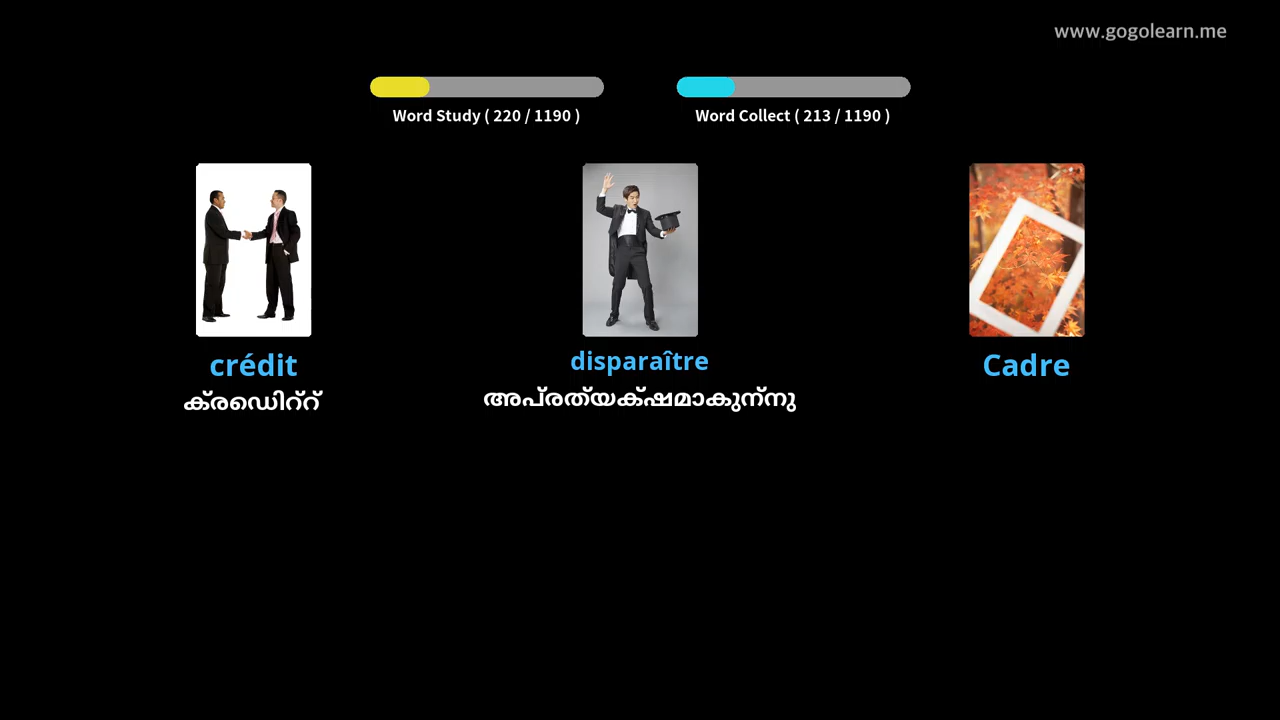 www.gogolearn.me
Word Study ( 220 / 1190 )
Word Collect ( 213 / 1190 )
crédit
disparaître
Cadre
ക്രഡെിറ്റ്
അപ്രത്യക്ഷമാകുന്നു